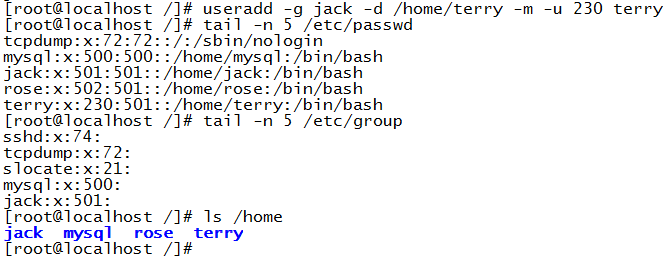 [root@localhost /]# useradd -g jack -d /home/terry -m -u 230 terry
[root@localhost /]# tail -n 5 /etc/passwd
tcpdump:x:72:72::/:/sbin/nologin
mysql:x:500:500::/home/mysql:/bin/bash
jack:x:501:501::/home/jack:/bin/bash
rose:x:502:501::/home/rose:/bin/bash
terry:x:230:501::/home/terry:/bin/bash
[root@localhost /]# tail -n 5 /etc/group
sshd:x:74:
tcpdump:x:72:
slocate:x:21:
mysql:x:500:
jack:x:501:
[root@localhost /]# ls /home
jack  mysql  rose  terry
[root@localhost /]#